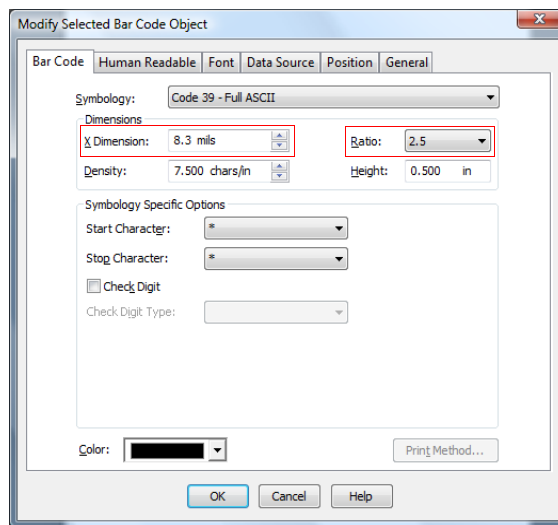 Modify Selected Bar Code Object
Bar Code Human Readable Font Data Source Position General
Symbology: Code 39 - Full ASCII
Dimensions
X Dimension: 8.3 mils Ratio: 2.5
Density: 7.500 chars/in Height: 0.500 in
Symbology Specific Options
Start Character: *
Stop Character: *
Check Digit
Check Digit Type:
Color: Print Method...
OK Cancel Help